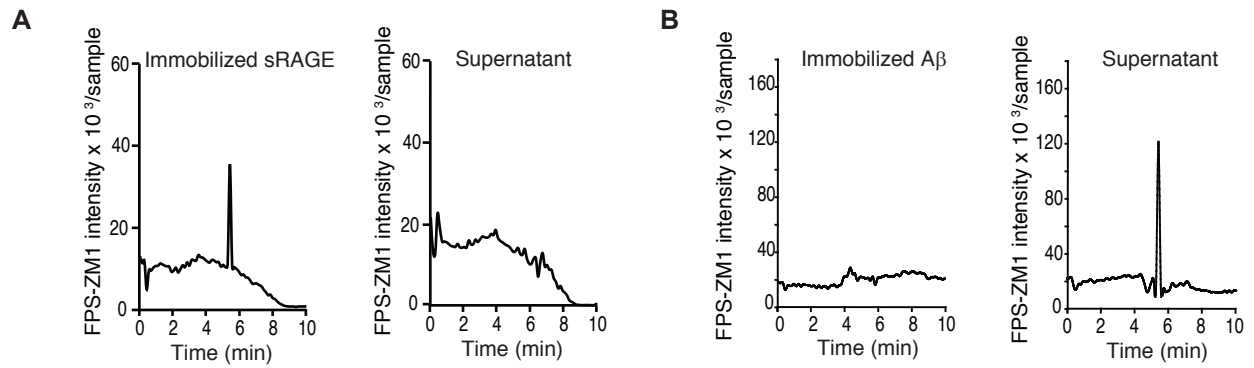 A
FPS-ZM1 intensity x 10 3/sample
Immobilized sRAGE
60
40
20
0
0 2 4 6 8 10
Time (min)
FPS-ZM1 intensity x 10 3/sample
Supernatant
60
40
20
0
0 2 4 6 8 10
Time (min)
B
FPS-ZM1 intensity x 10 3/sample
Immobilized Aβ
160
120
80
40
0
0 2 4 6 8 10
Time (min)
FPS-ZM1 intensity x 10 3/sample
Supernatant
160
120
80
40
0
0 2 4 6 8 10
Time (min)